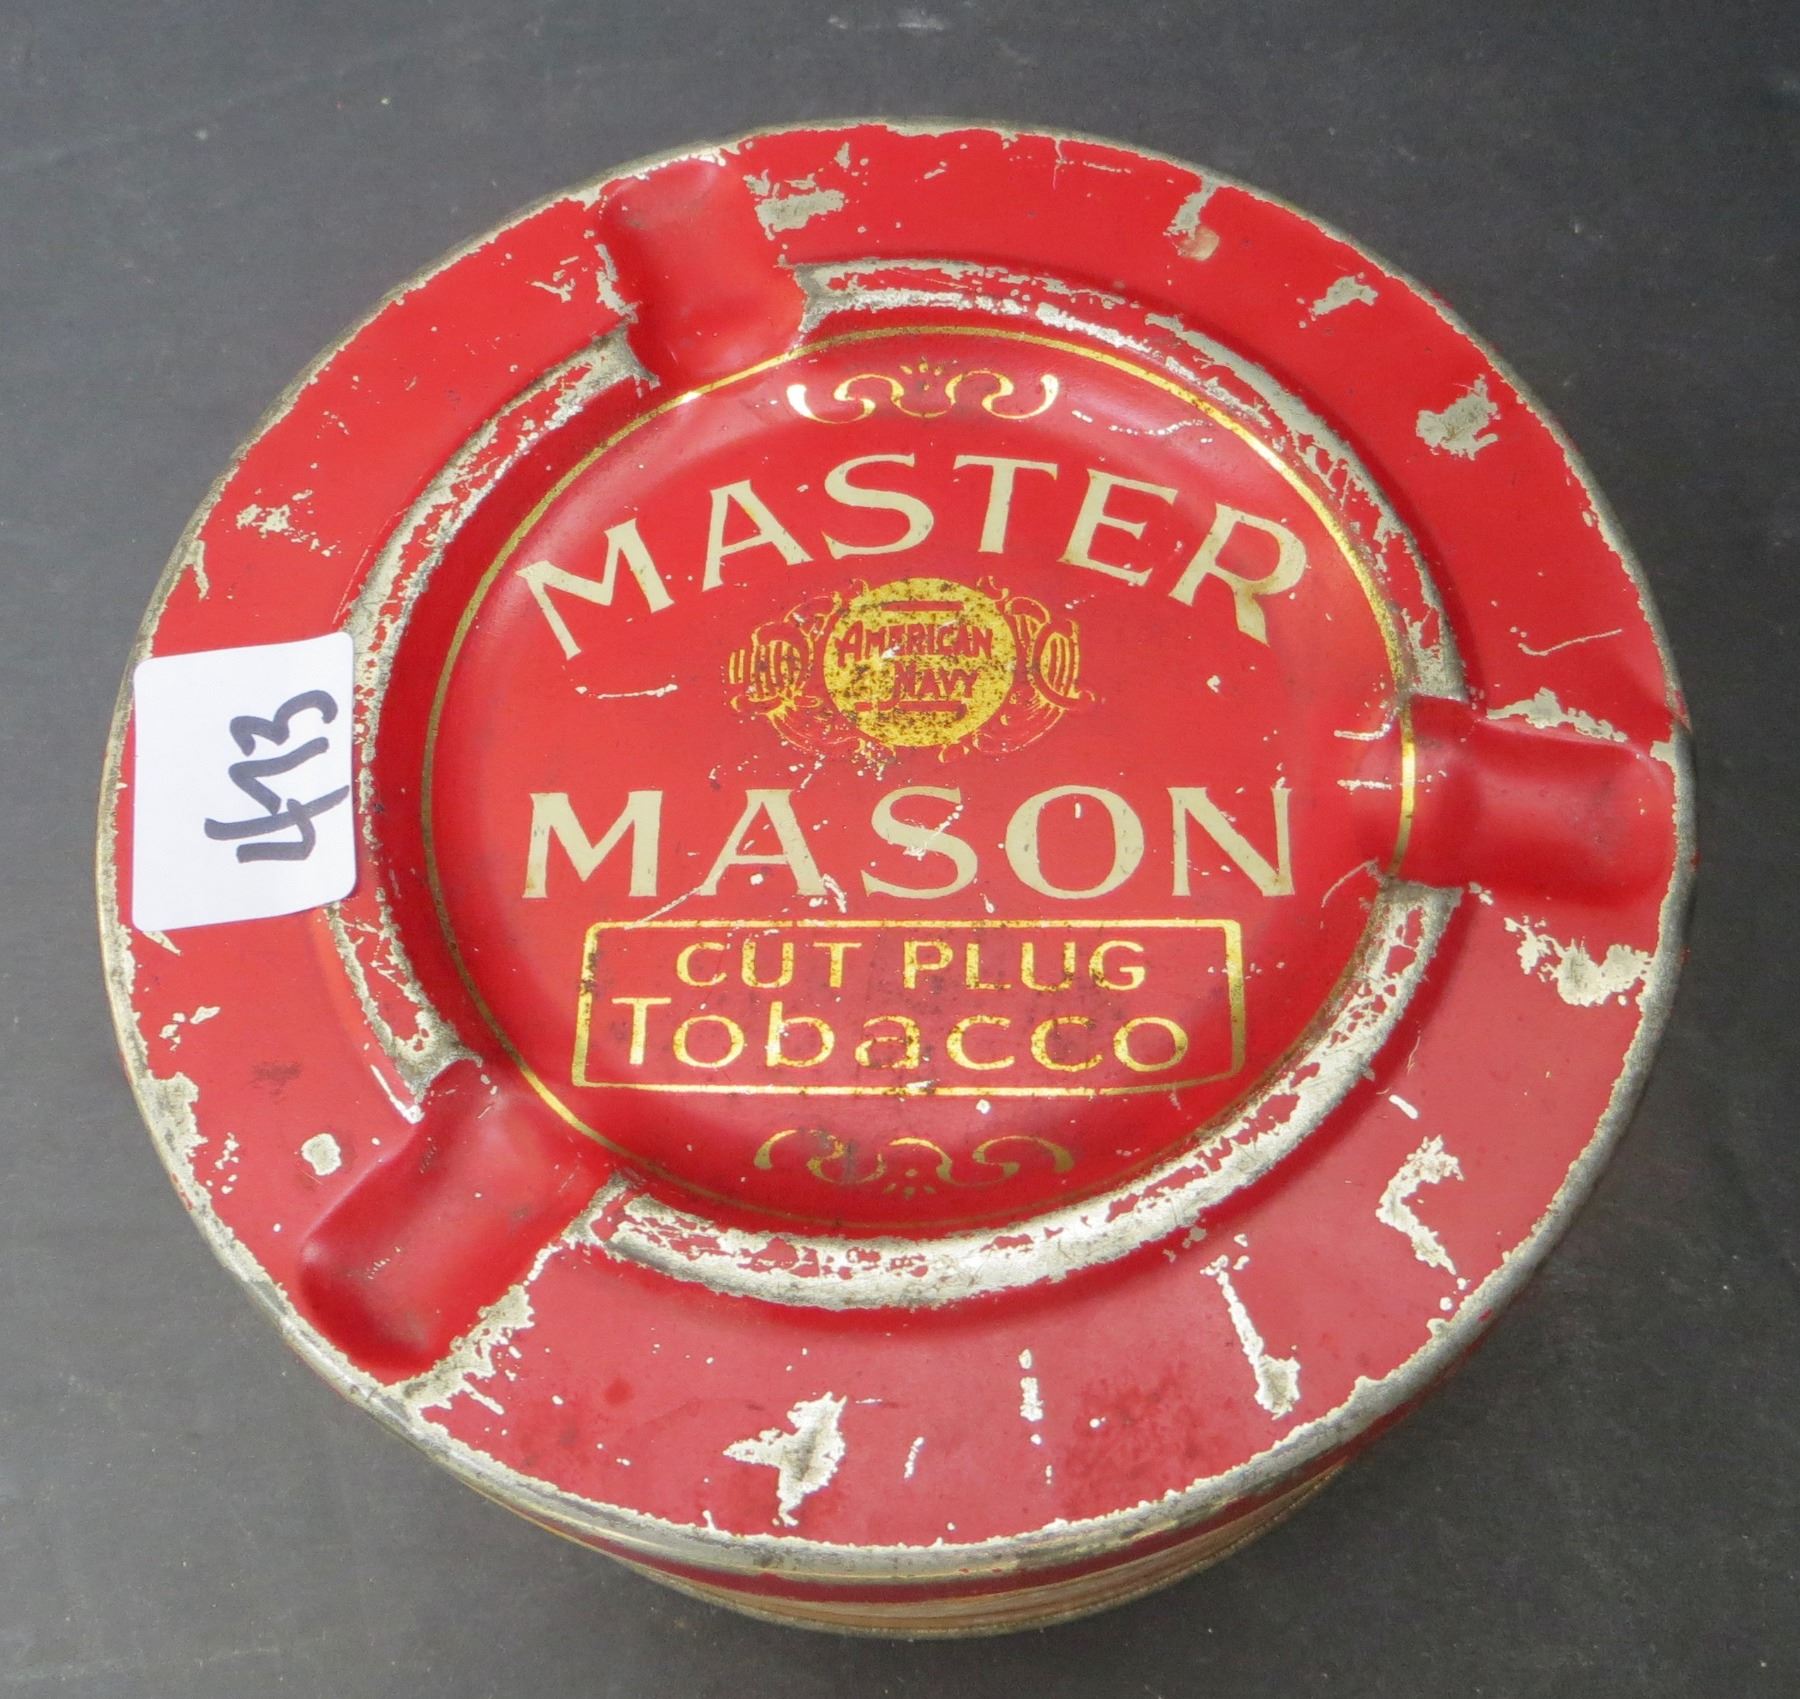 MASTER
AMERICAN
NAVY
MASON
CUT PLUG
Tobacco
473